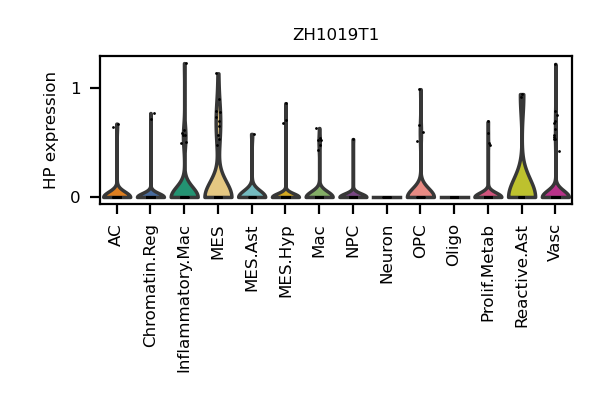 ZH1019T1
HP expression
1
0
AC
Chromatin.Reg
Inflammatory.Mac
MES
MES.Ast
MES.Hyp
Mac
NPC
Neuron
OPC
Oligo
Prolif.Metab
Reactive.Ast
Vasc